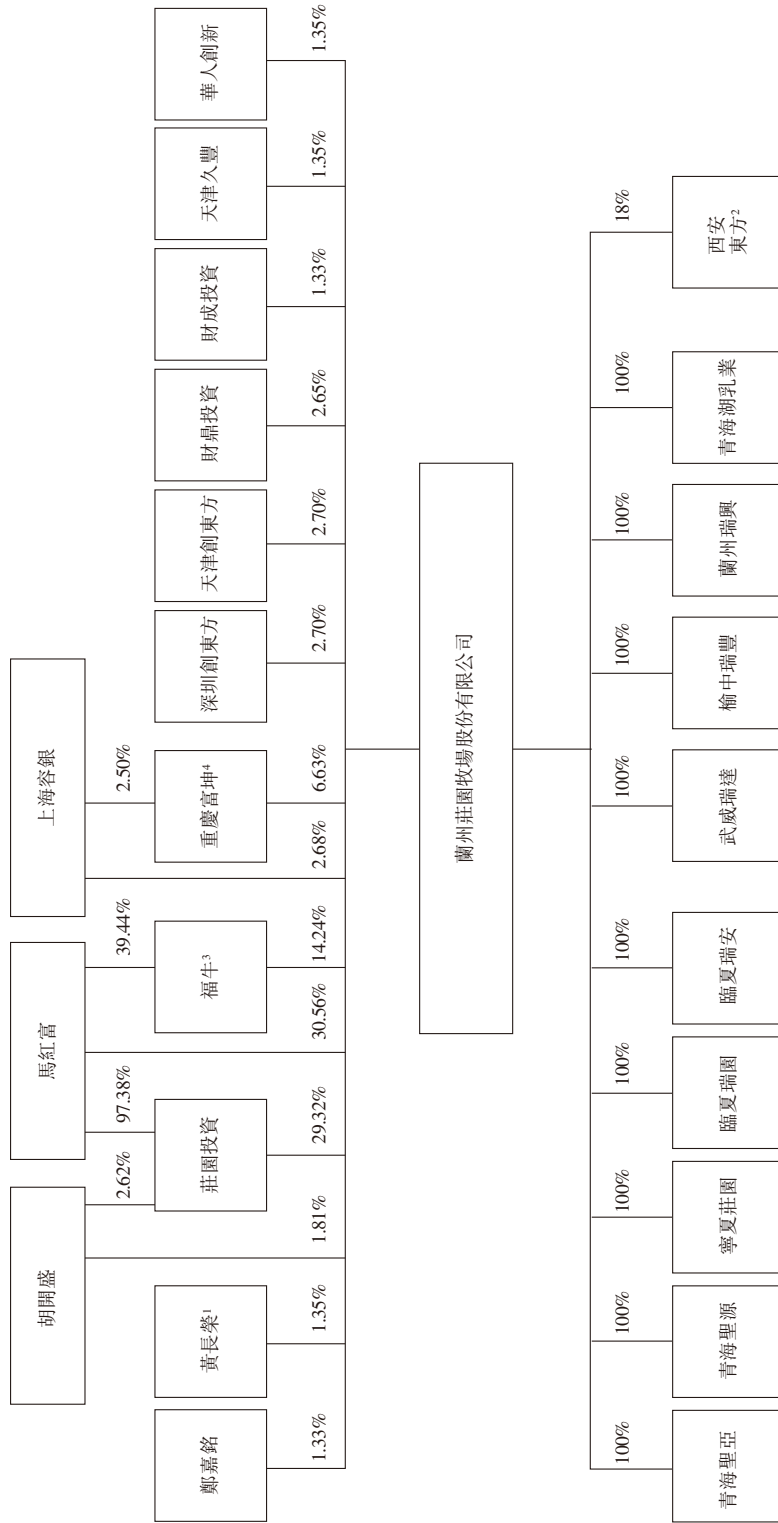 胡開盛
馬紅富
上海容銀
2.62%
97.38%
39.44%
2.50%
鄭嘉銘
黃長榮1
莊園投資
福牛3
重慶富坤4
深圳創東方
天津創東方
財鼎投資
財成投資
天津久豐
華人創新
1.33%
1.35%
1.81%
29.32%
30.56%
14.24%
2.68%
6.63%
2.70%
2.70%
2.65%
1.33%
1.35%
1.35%
蘭州莊園牧場股份有限公司
100%
100%
100%
100%
100%
100%
100%
100%
100%
18%
青海聖亞
青海聖源
寧夏莊園
臨夏瑞園
臨夏瑞安
武威瑞達
榆中瑞豐
蘭州瑞興
青海湖乳業
西安
東方2